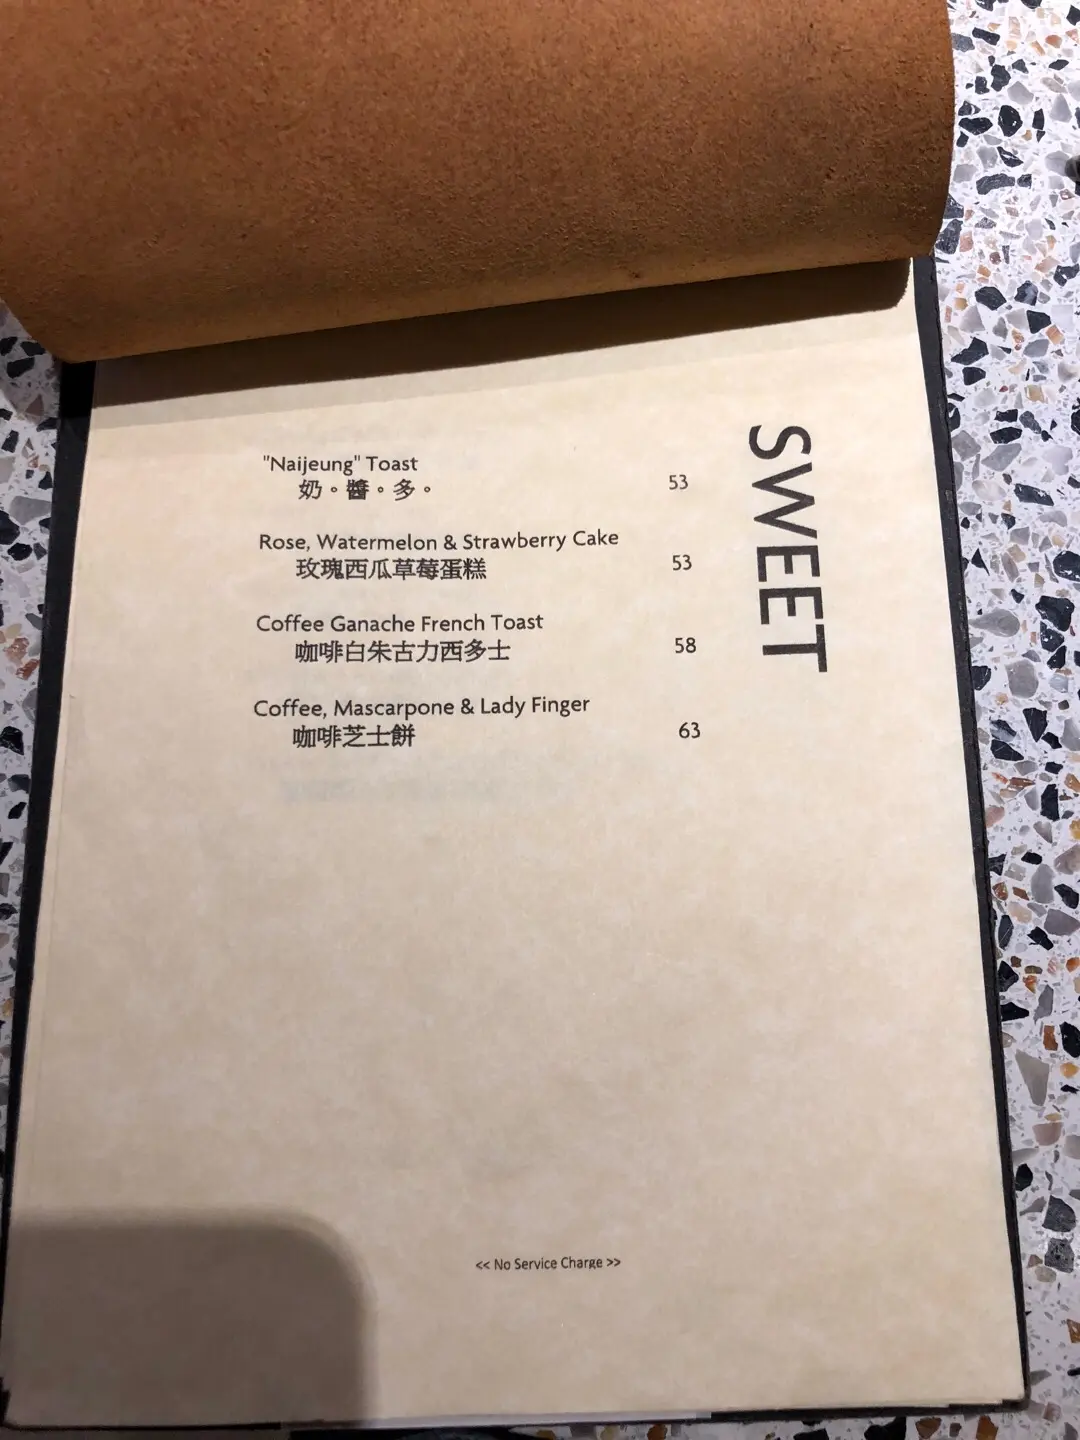 SWEET
"Naijeung" Toast
奶。醬。多。
53
Rose, Watermelon & Strawberry Cake
玫瑰西瓜草莓蛋糕
53
Coffee Ganache French Toast
咖啡白朱古力西多士
58
Coffee, Mascarpone & Lady Finger
咖啡芝士餅
63
<< No Service Charge >>